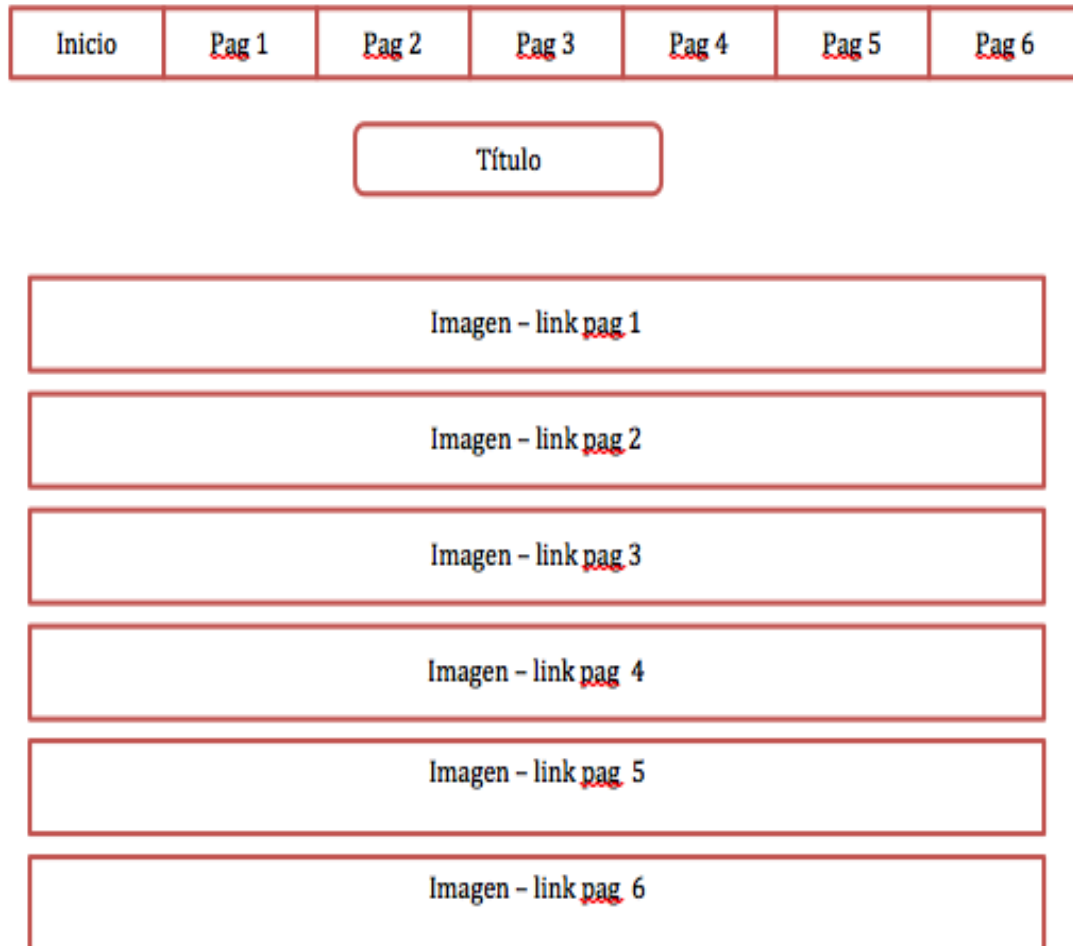 Inicio Pag 1 Pag 2 Pag 3 Pag 4 Pag 5 Pag 6
Título
Imagen – link pag 1
Imagen – link pag 2
Imagen – link pag 3
Imagen – link pag 4
Imagen – link pag 5
Imagen – link pag 6